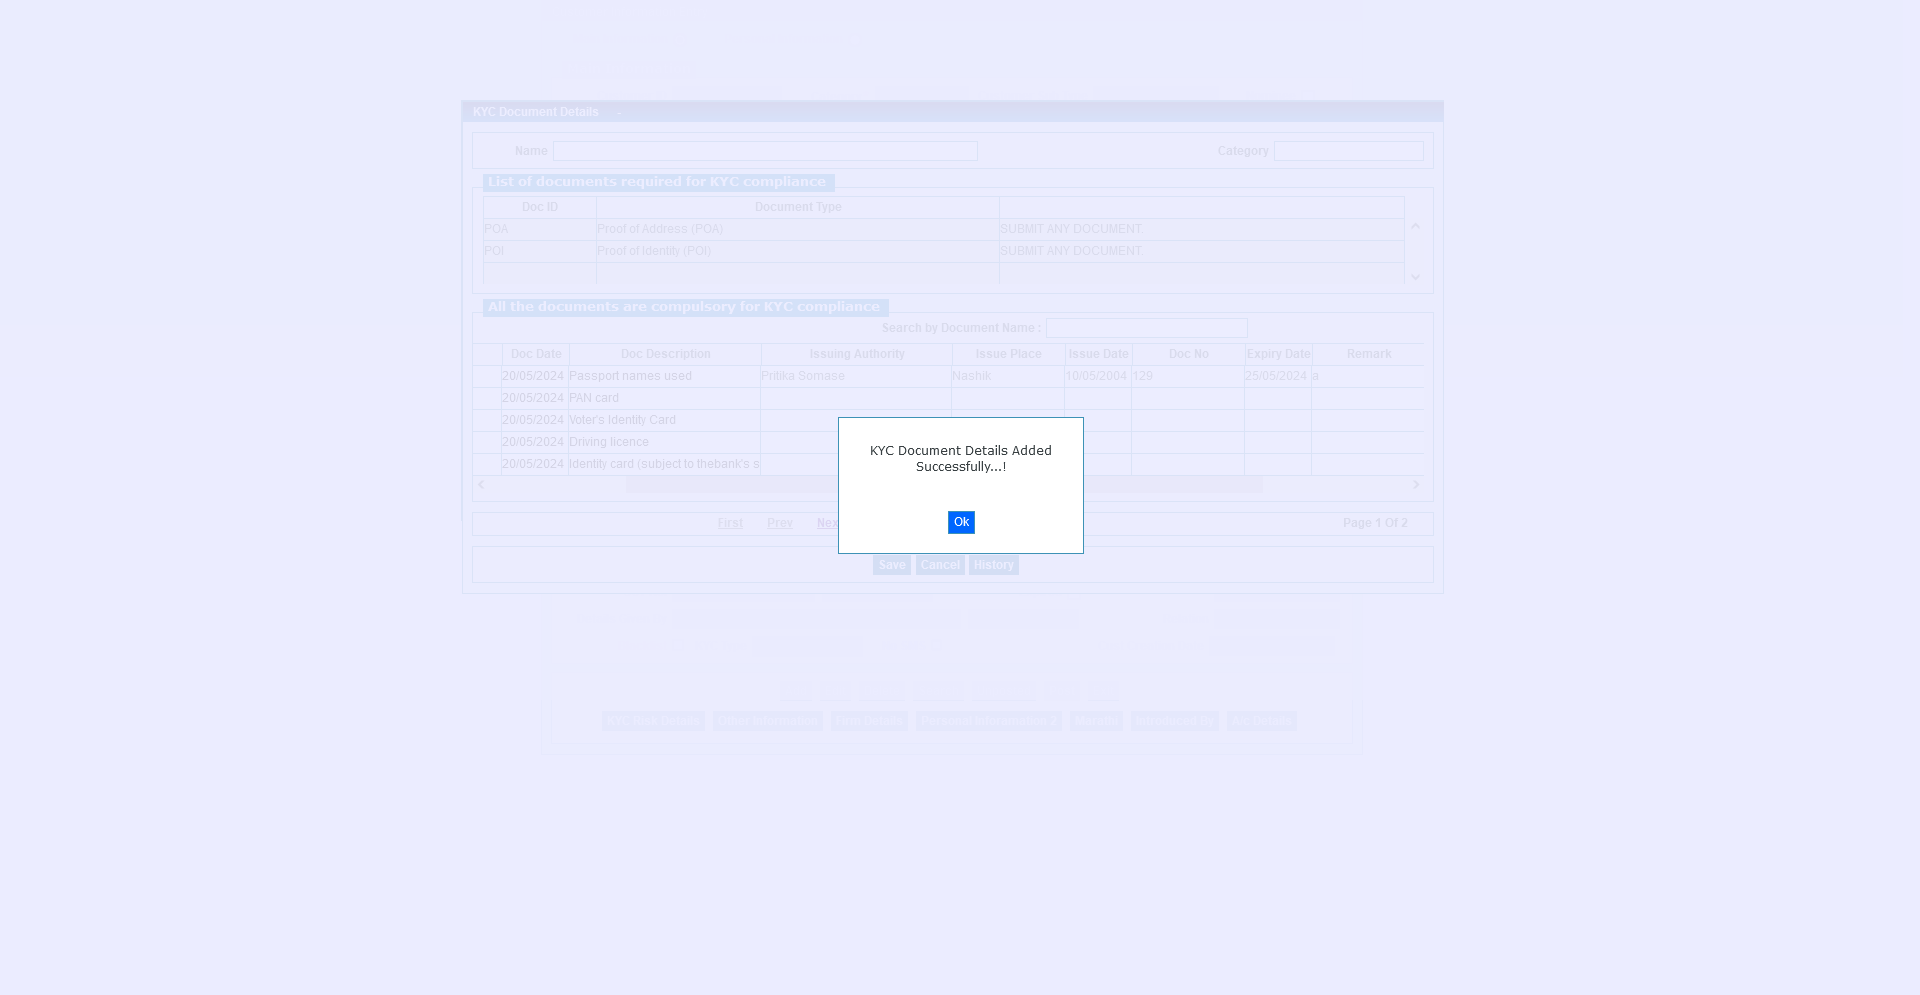 KYC Document Details -
Name Category
List of documents required for KYC compliance
Doc ID Document Type
POA Proof of Address (POA) SUBMIT ANY DOCUMENT.
POI Proof of Identity (POI) SUBMIT ANY DOCUMENT.
All the documents are compulsory for KYC compliance
Search by Document Name :
Doc Date Doc Description Issuing Authority Issue Place Issue Date Doc No Expiry Date Remark
20/05/2024 Passport names used Pritika Somase Nashik 10/05/2004 129 25/05/2024 a
20/05/2024 PAN card
20/05/2024 Voter's Identity Card
20/05/2024 Driving licence
20/05/2024 Identity card (subject to thebank's s
KYC Document Details Added
Successfully...!
Ok
First Prev Nex Page 1 Of 2
Save Cancel History
KYC Risk Details Other Information Firm Details Personal Information 2 Introduced By A/c Details